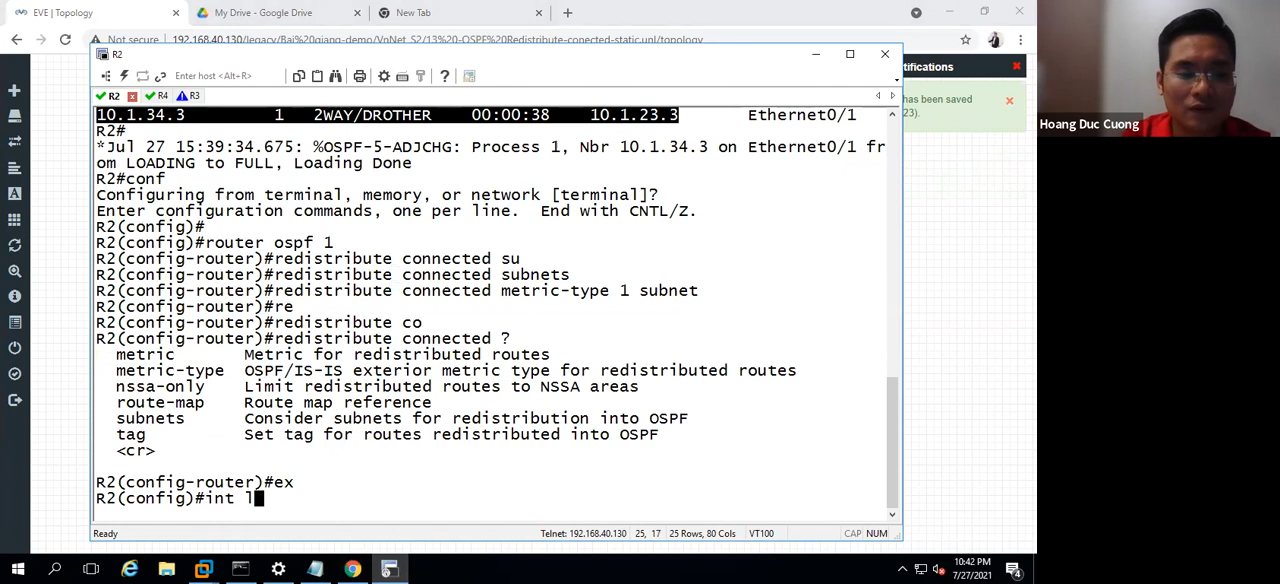 EVE | Topology
My Drive - Google Drive
New Tab
Not secure
192.168.40.130/legacy/Bai%20giang-demo/VnNet_S2/13%20-OSPF%20Redistribute-conected-static.unl/topology
R2
Enter host <Alt+R>
R2
R4
R3
10.1.34.3 1 2WAY/DROTHER 00:00:38 10.1.23.3 Ethernet0/1
R2#
*Jul 27 15:39:34.675: %OSPF-5-ADJCHG: Process 1, Nbr 10.1.34.3 on Ethernet0/1 fr
om LOADING to FULL, Loading Done
R2#conf
Configuring from terminal, memory, or network [terminal]?
Enter configuration commands, one per line. End with CNTL/Z.
R2(config)#
R2(config)#router ospf 1
R2(config-router)#redistribute connected su
R2(config-router)#redistribute connected subnets
R2(config-router)#redistribute connected metric-type 1 subnet
R2(config-router)#re
R2(config-router)#redistribute co
R2(config-router)#redistribute connected ?
metric Metric for redistributed routes
metric-type OSPF/IS-IS exterior metric type for redistributed routes
nssa-only Limit redistributed routes to NSSA areas
route-map Route map reference
subnets Consider subnets for redistribution into OSPF
tag Set tag for routes redistributed into OSPF
<cr>
R2(config-router)#ex
R2(config)#int l
Ready
Telnet: 192.168.40.130
25, 17
25 Rows, 80 Cols
VT100
CAP
NUM
tifications
has been saved
23).
Hoang Duc Cuong
10:42 PM
7/27/2021
4